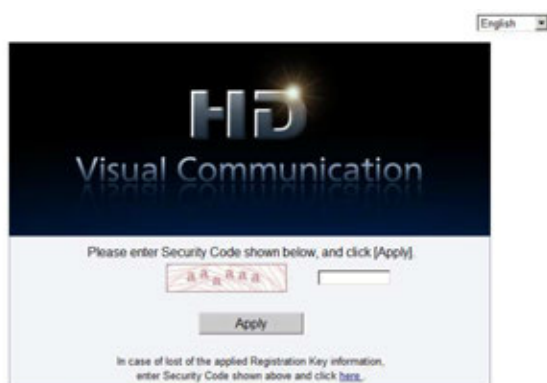 English
HD
Visual Communication
Please enter Security Code shown below, and click [Apply].
aaaaaa
Apply
In case of lost of the applied Registration Key information,
enter Security Code shown above and click here.